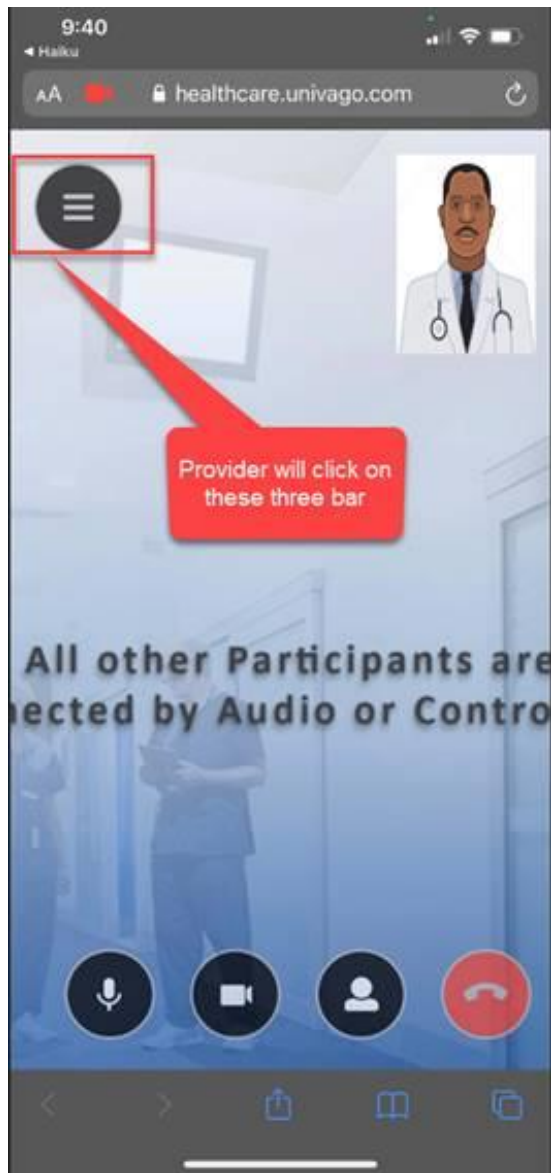 9:40
◀ Haiku
AA healthcare.univago.com
Provider will click on
these three bar
All other Participants are
nected by Audio or Contro